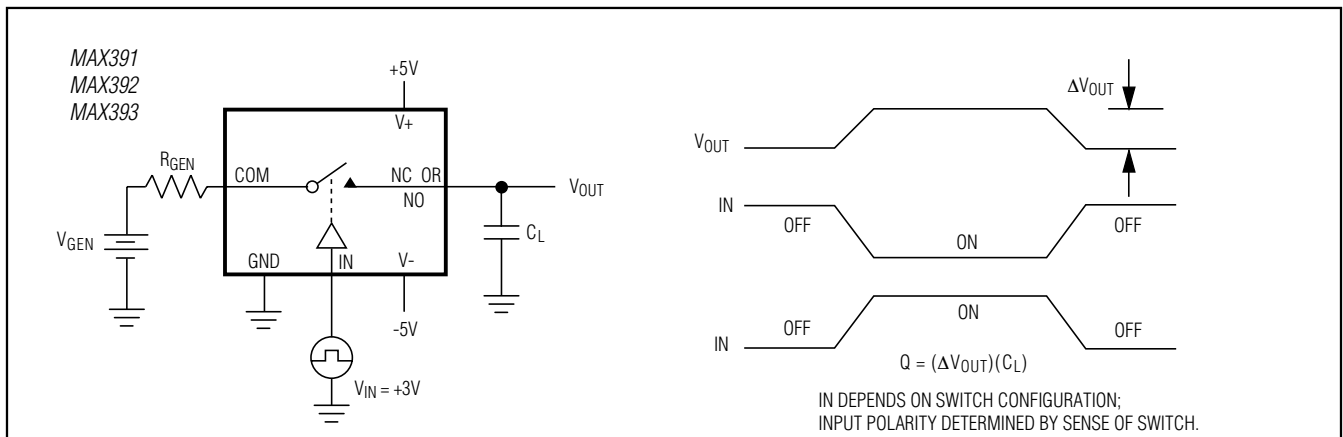 MAX391
MAX392
MAX393
+5V
V+
RGEN
COM
NC OR
NO
VOUT
VGEN
CL
GND
IN
V-
-5V
VIN = +3V
ΔVOUT
VOUT
IN
OFF
ON
OFF
IN
OFF
ON
OFF
Q = (ΔVOUT)(CL)
IN DEPENDS ON SWITCH CONFIGURATION;
INPUT POLARITY DETERMINED BY SENSE OF SWITCH.